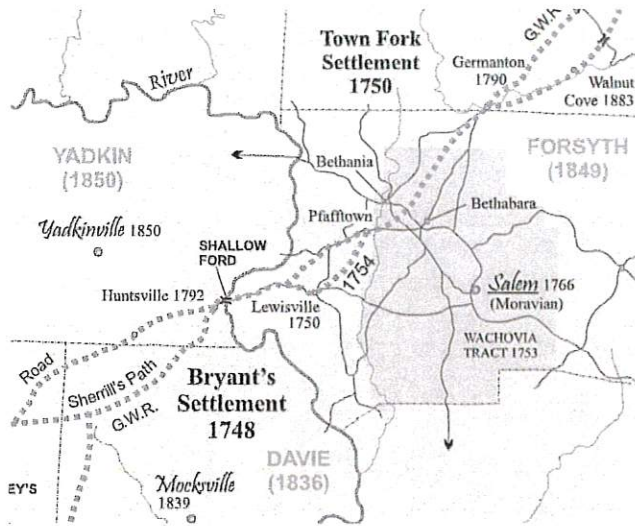 Town Fork
Settlement
1750
G.W.R.
Germanton
1790
Walnut
Cove 1883
River
YADKIN
(1850)
FORSYTH
(1849)
Bethania
Pfafftown
Bethabara
Yadkinville 1850
SHALLOW
FORD
1754
Salem 1766
(Moravian)
Huntsville 1792
Lewisville
1750
WACHOVIA
TRACT 1753
Road
Sherrill's Path
G.W.R.
Bryant's
Settlement
1748
DAVIE
(1836)
EY'S
Mocksville
1839